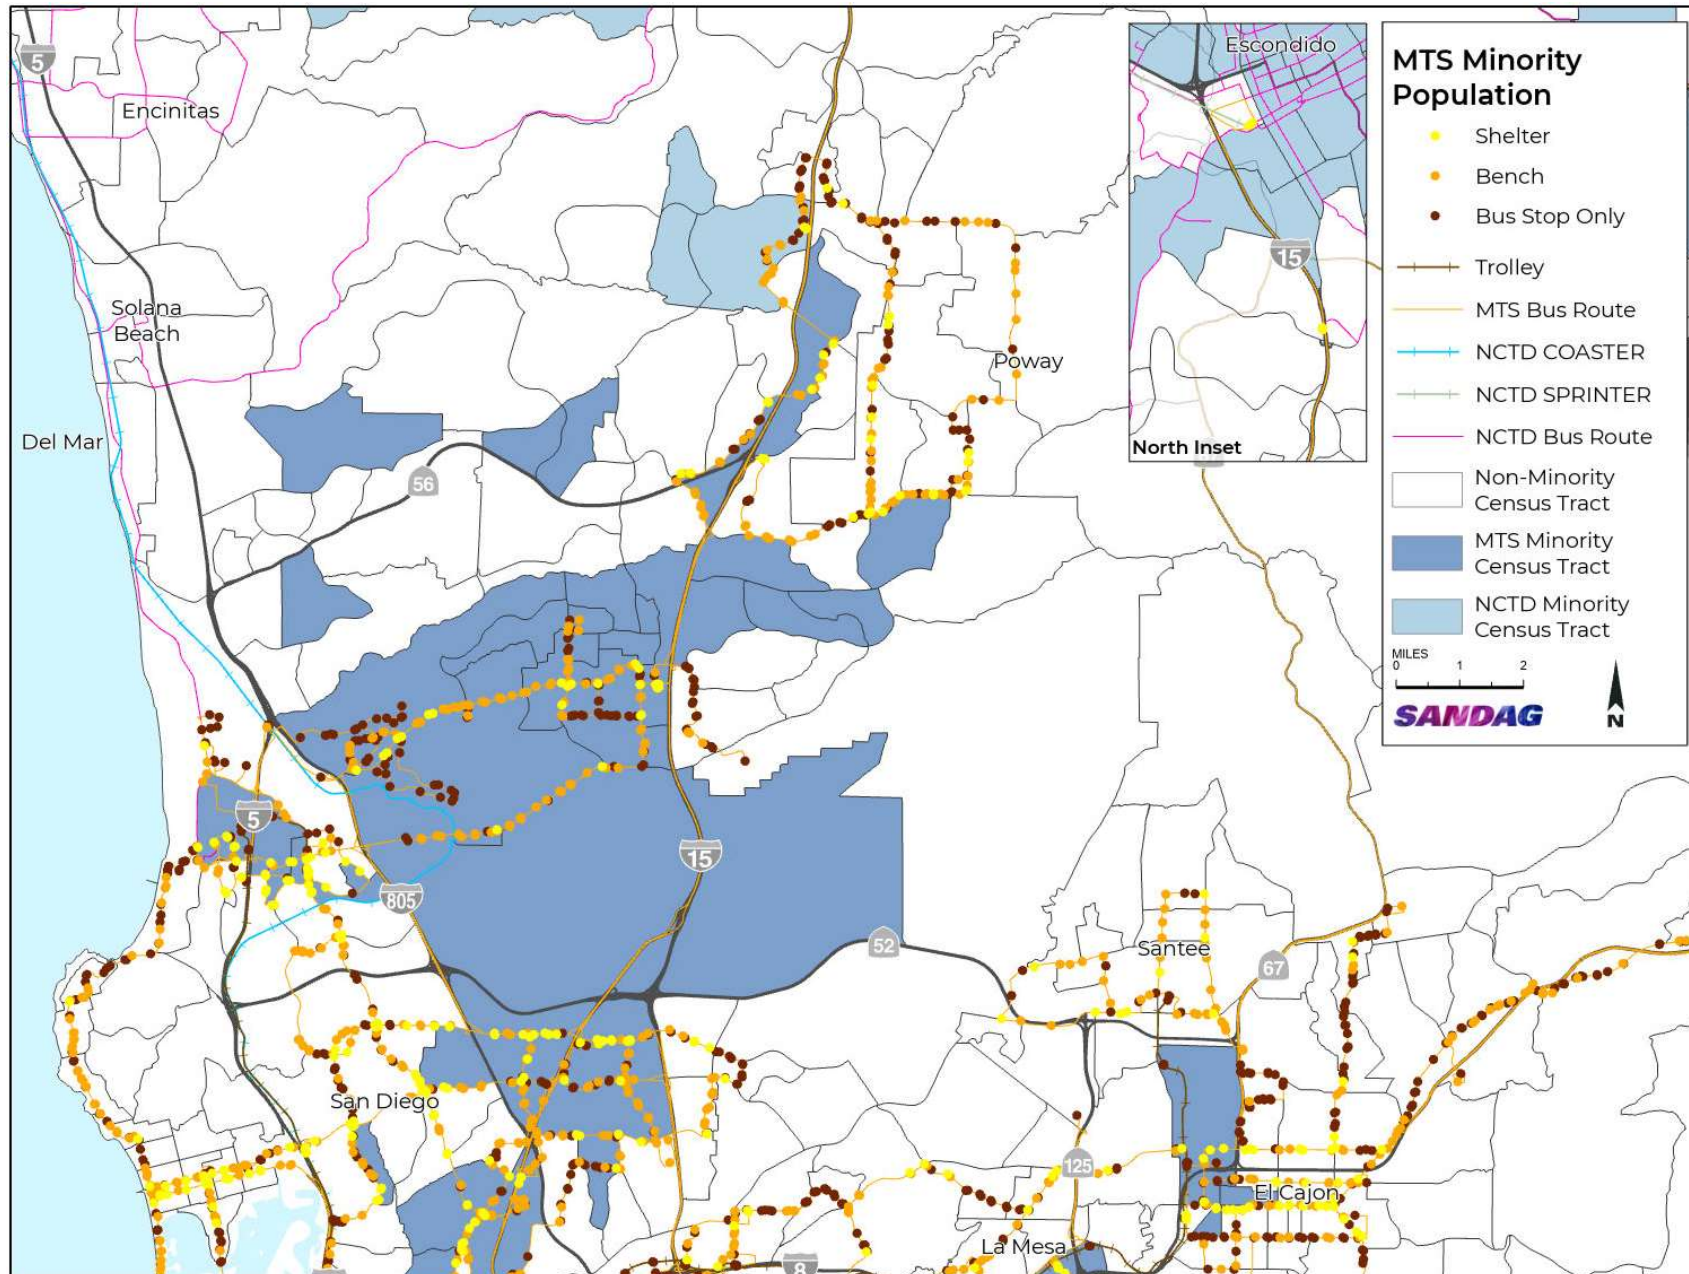 5
Encinitas
Solana
Beach
Del Mar
56
Poway
Escondido
15
North Inset
MTS Minority
Population
Shelter
Bench
Bus Stop Only
Trolley
MTS Bus Route
NCTD COASTER
NCTD SPRINTER
NCTD Bus Route
Non-Minority
Census Tract
MTS Minority
Census Tract
NCTD Minority
Census Tract
MILES
0 1 2
SANDAG
N
5
15
805
52
Santee
67
San Diego
125
El Cajon
La Mesa
8